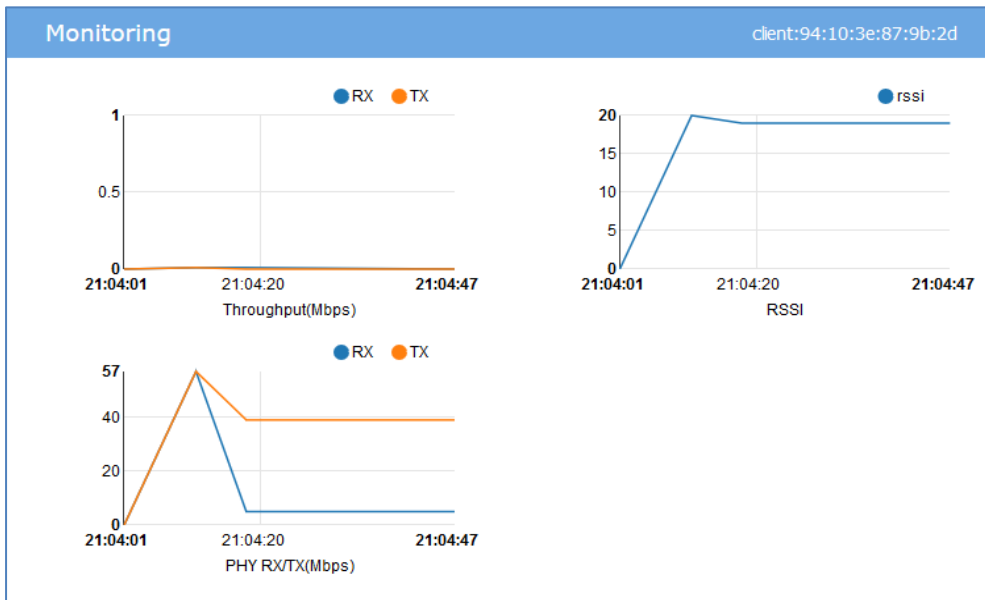 Monitoring
client:94:10:3e:87:9b:2d
RX TX
1
0.5
0
21:04:01 21:04:20 21:04:47
Throughput(Mbps)
rssi
20
15
10
5
0
21:04:01 21:04:20 21:04:47
RSSI
RX TX
57
40
20
0
21:04:01 21:04:20 21:04:47
PHY RX/TX(Mbps)